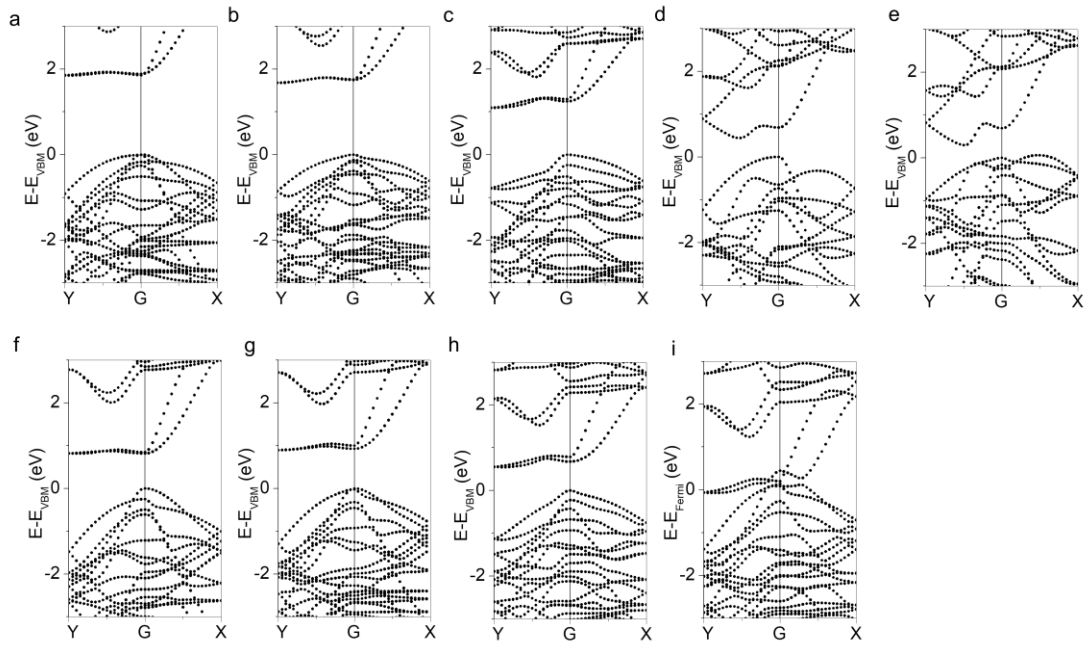 a
b
c
d
e
E-E_VBM (eV)
2
0
-2
Y G X
E-E_VBM (eV)
2
0
-2
Y G X
E-E_VBM (eV)
2
0
-2
Y G X
E-E_VBM (eV)
2
0
-2
Y G X
E-E_VBM (eV)
2
0
-2
Y G X
f
g
h
i
E-E_VBM (eV)
2
0
-2
Y G X
E-E_VBM (eV)
2
0
-2
Y G X
E-E_VBM (eV)
2
0
-2
Y G X
E-E_Fermi (eV)
2
0
-2
Y G X